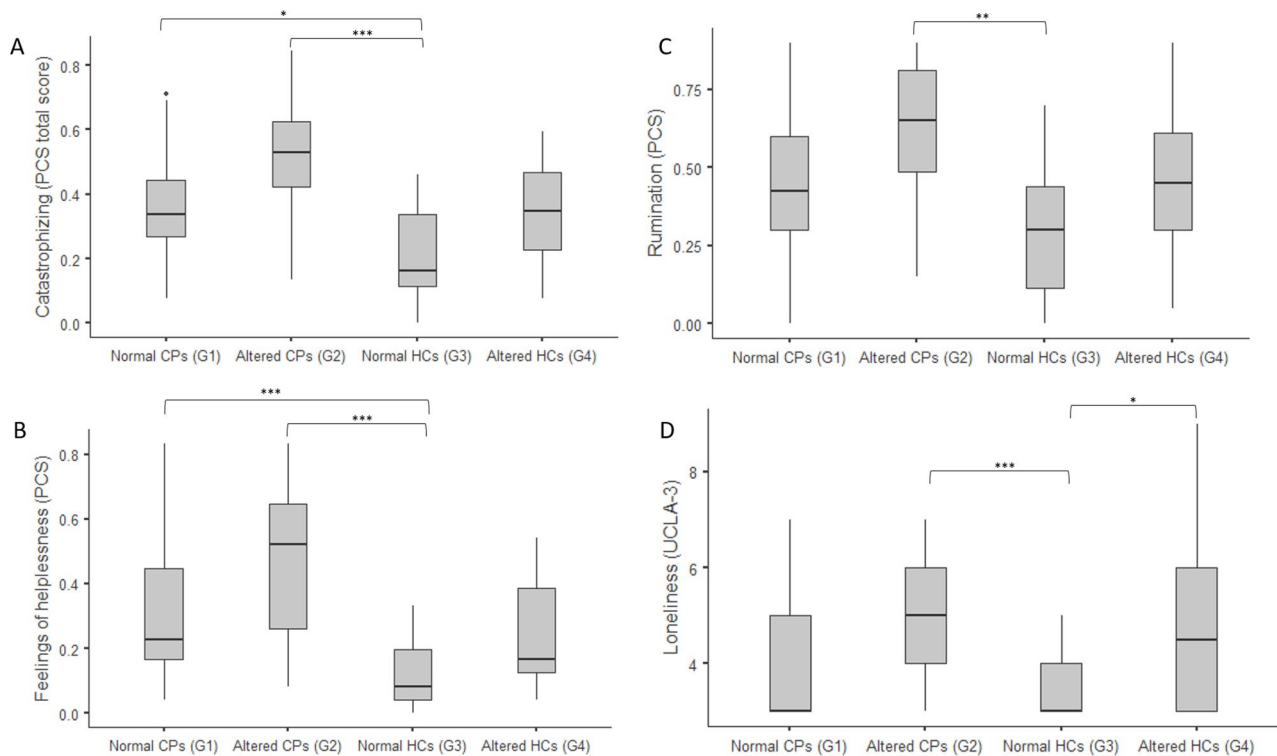 A
Catastrophizing (PCS total score)
0.8
0.6
0.4
0.2
0.0
*
***
Normal CPs (G1) Altered CPs (G2) Normal HCs (G3) Altered HCs (G4)
B
Feelings of helplessness (PCS)
0.8
0.6
0.4
0.2
0.0
***
***
Normal CPs (G1) Altered CPs (G2) Normal HCs (G3) Altered HCs (G4)
C
Rumination (PCS)
0.75
0.50
0.25
0.00
**
Normal CPs (G1) Altered CPs (G2) Normal HCs (G3) Altered HCs (G4)
D
Loneliness (UCLA-3)
8
6
4
*
***
Normal CPs (G1) Altered CPs (G2) Normal HCs (G3) Altered HCs (G4)